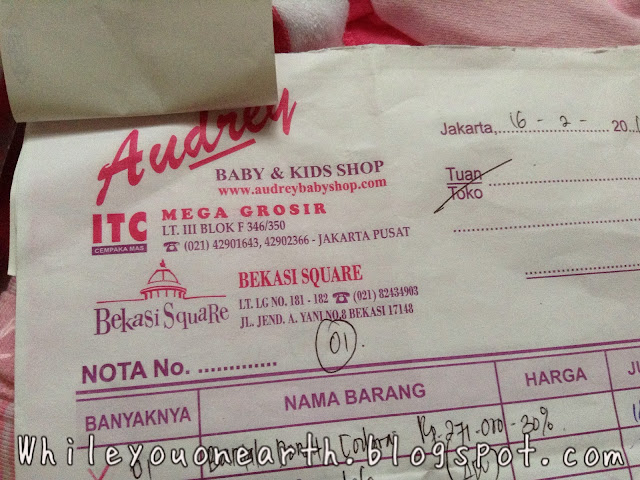 Audrey
BABY & KIDS SHOP
www.audreybabyshop.com
ITC
CEMPAKA MAS
MEGA GROSIR
LT. III BLOK F 346/350
☎ (021) 42901643, 42902366 - JAKARTA PUSAT
Bekasi Square
BEKASI SQUARE
LT. LG NO. 181 - 182 ☎ (021) 82434903
JL. JEND. A. YANI NO.8 BEKASI 17148
Jakarta, 16 - 2 - 20.
Tuan
Toko
01.
NOTA No. .............
BANYAKNYA
NAMA BARANG
HARGA
JU
Rp. 271.000 - 30%
Whileyouonearth.blogspot.com